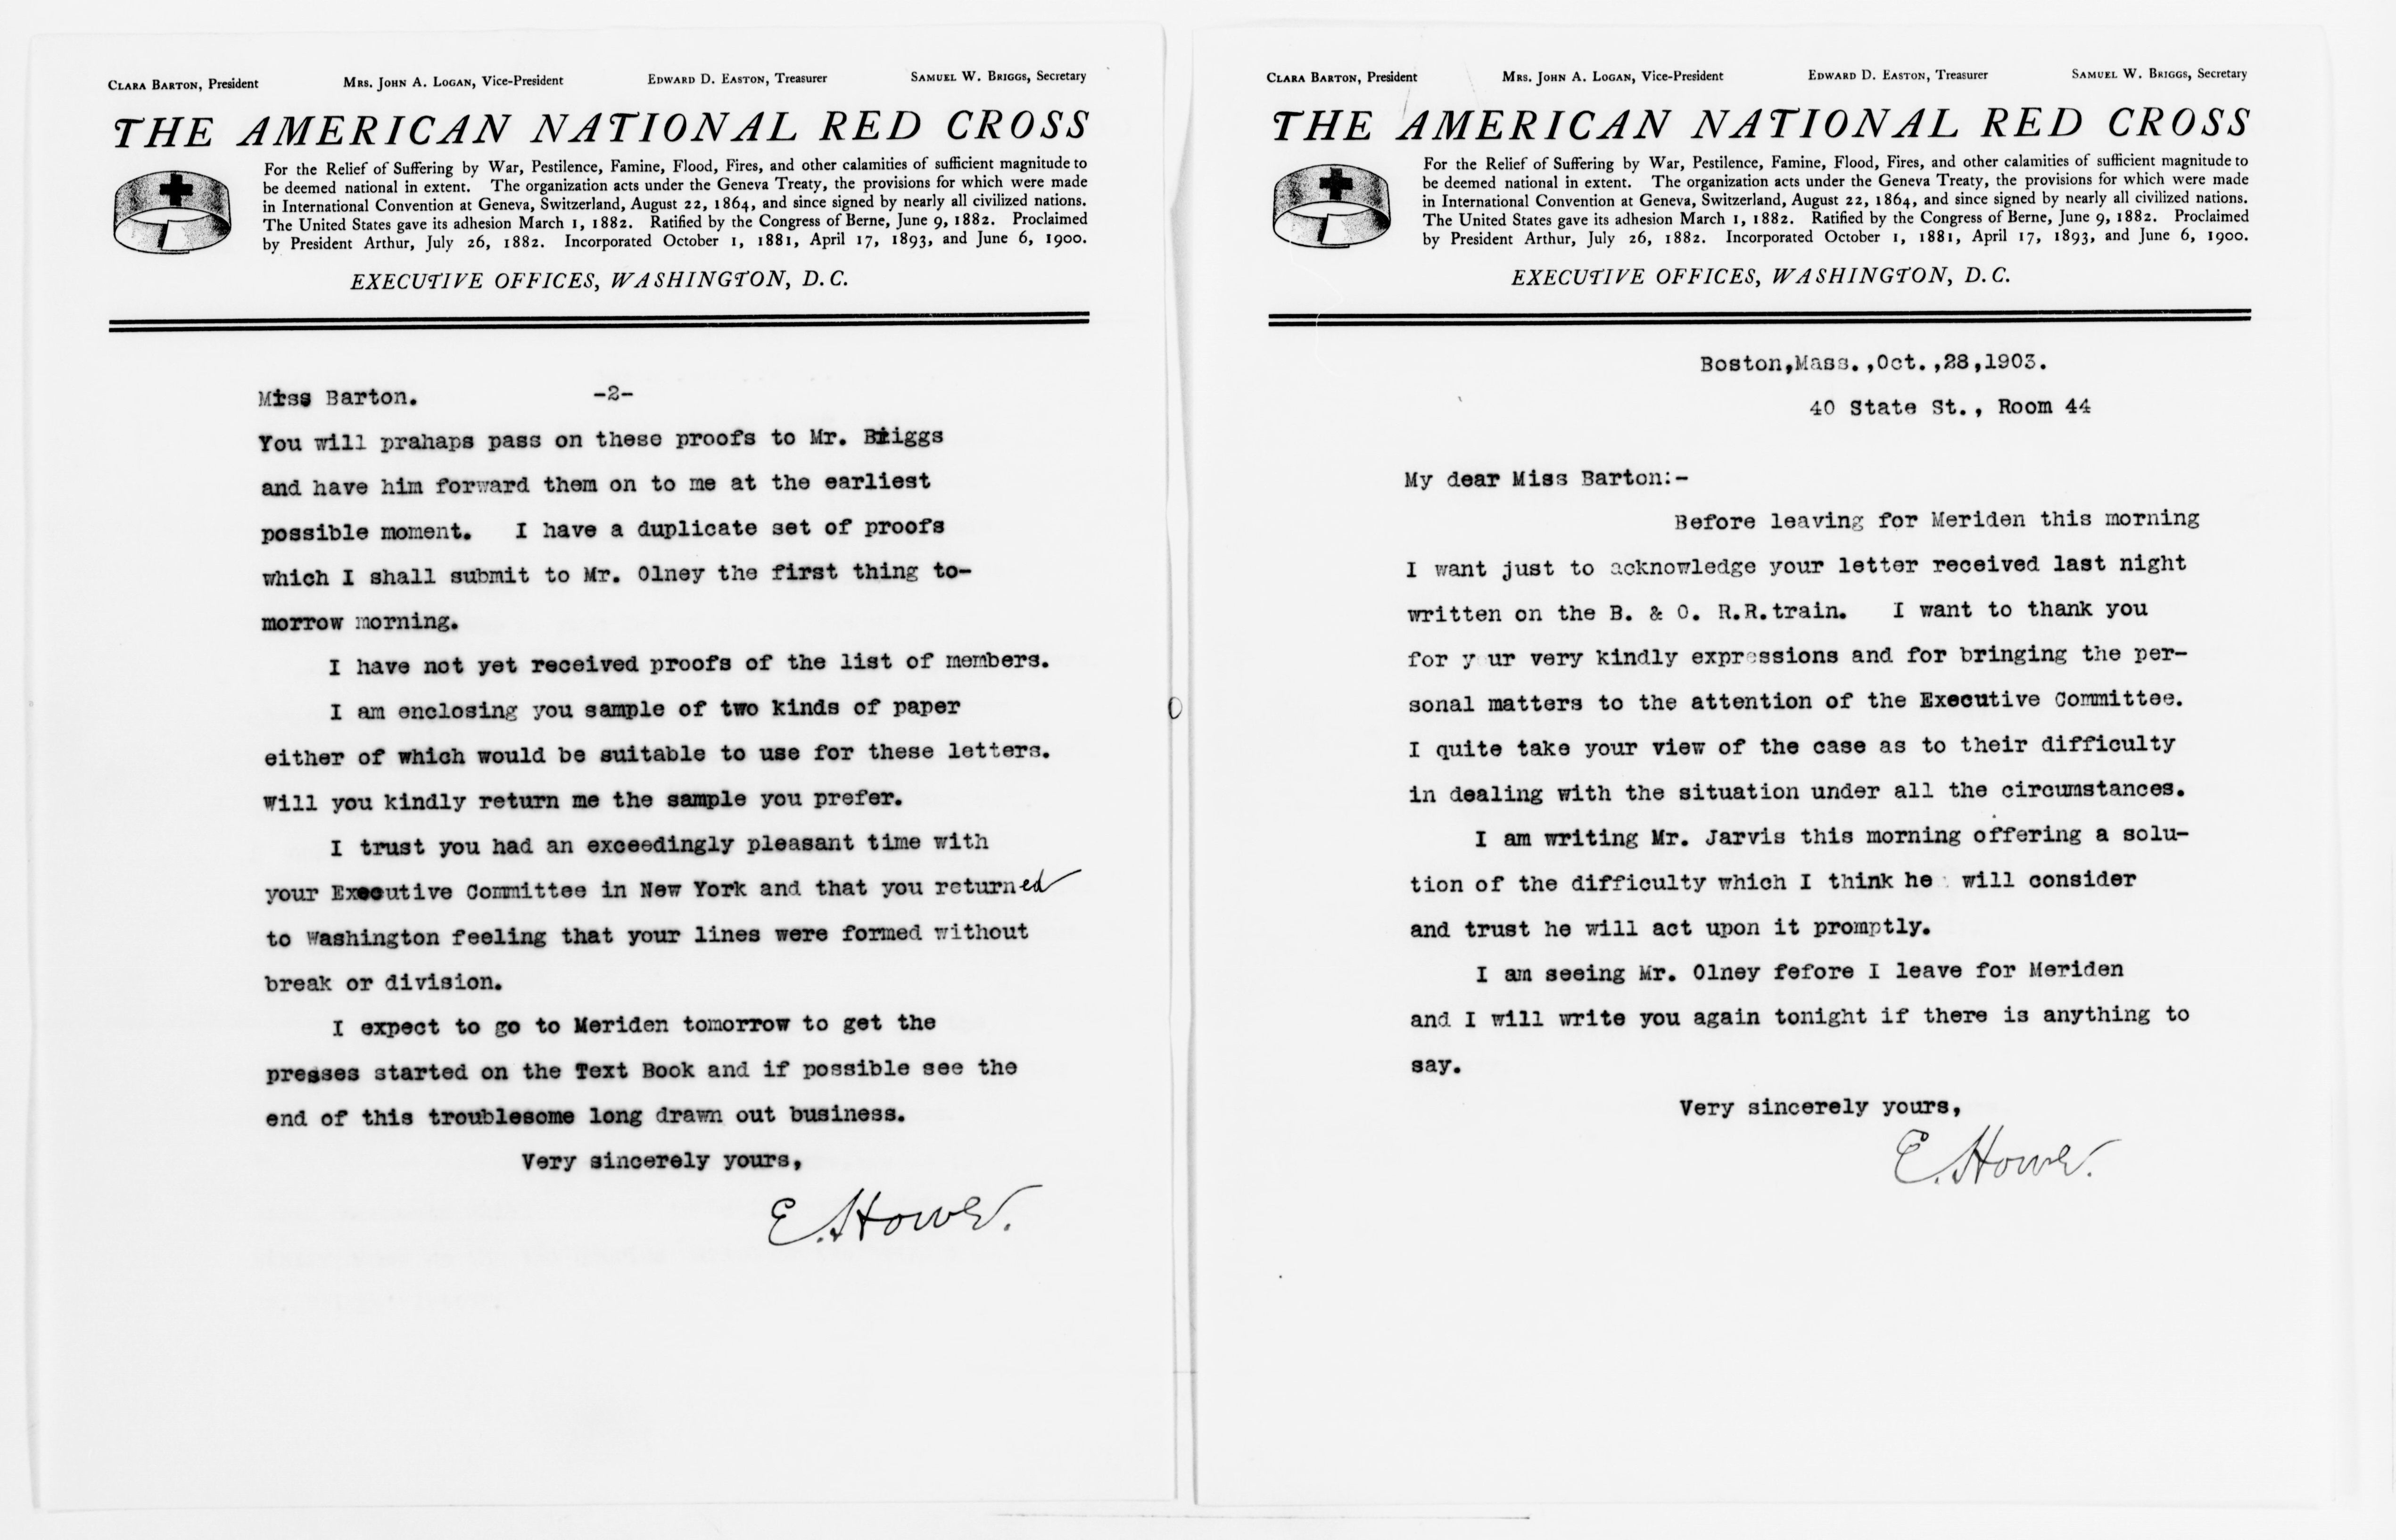 Clara Barton, President Mrs. John A. Logan, Vice-President Edward D. Easton, Treasurer Samuel W. Briggs, Secretary
THE AMERICAN NATIONAL RED CROSS
For the Relief of Suffering by War, Pestilence, Famine, Flood, Fires, and other calamities of sufficient magnitude to
be deemed national in extent. The organization acts under the Geneva Treaty, the provisions for which were made
in International Convention at Geneva, Switzerland, August 22, 1864, and since signed by nearly all civilized nations.
The United States gave its adhesion March 1, 1882. Ratified by the Congress of Berne, June 9, 1882. Proclaimed
by President Arthur, July 26, 1882. Incorporated October 1, 1881, April 17, 1893, and June 6, 1900.
EXECUTIVE OFFICES, WASHINGTON, D. C.
Miss Barton. -2-
You will prahaps pass on these proofs to Mr. Briggs
and have him forward them on to me at the earliest
possible moment. I have a duplicate set of proofs
which I shall submit to Mr. Olney the first thing to-
morrow morning.
I have not yet received proofs of the list of members.
I am enclosing you sample of two kinds of paper
either of which would be suitable to use for these letters.
Will you kindly return me the sample you prefer.
I trust you had an exceedingly pleasant time with
your Executive Committee in New York and that you returned
to Washington feeling that your lines were formed without
break or division.
I expect to go to Meriden tomorrow to get the
presses started on the Text Book and if possible see the
end of this troublesome long drawn out business.
Very sincerely yours,
E. Howe.
Clara Barton, President Mrs. John A. Logan, Vice-President Edward D. Easton, Treasurer Samuel W. Briggs, Secretary
THE AMERICAN NATIONAL RED CROSS
For the Relief of Suffering by War, Pestilence, Famine, Flood, Fires, and other calamities of sufficient magnitude to
be deemed national in extent. The organization acts under the Geneva Treaty, the provisions for which were made
in International Convention at Geneva, Switzerland, August 22, 1864, and since signed by nearly all civilized nations.
The United States gave its adhesion March 1, 1882. Ratified by the Congress of Berne, June 9, 1882. Proclaimed
by President Arthur, July 26, 1882. Incorporated October 1, 1881, April 17, 1893, and June 6, 1900.
EXECUTIVE OFFICES, WASHINGTON, D. C.
Boston,Mass.,Oct.,28,1903.
40 State St., Room 44
My dear Miss Barton:-
Before leaving for Meriden this morning
I want just to acknowledge your letter received last night
written on the B. & O. R.R.train. I want to thank you
for y ur very kindly expressions and for bringing the per-
sonal matters to the attention of the Executive Committee.
I quite take your view of the case as to their difficulty
in dealing with the situation under all the circumstances.
I am writing Mr. Jarvis this morning offering a solu-
tion of the difficulty which I think he will consider
and trust he will act upon it promptly.
I am seeing Mr. Olney fefore I leave for Meriden
and I will write you again tonight if there is anything to
say.
Very sincerely yours,
E. Howe.